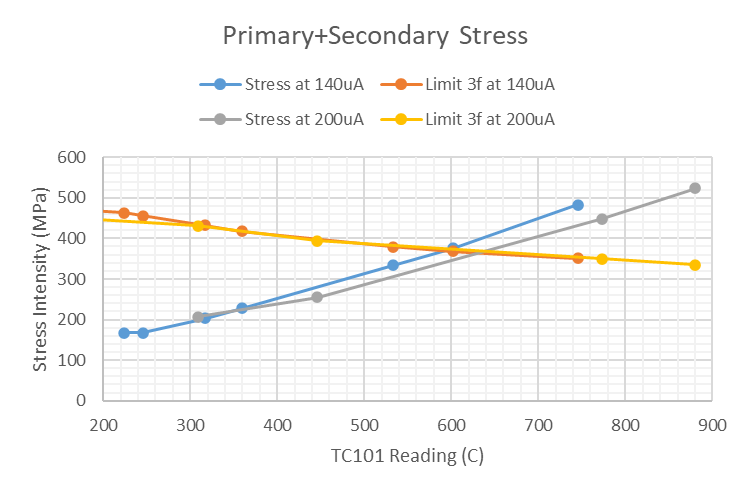 Primary+Secondary Stress
Stress at 140uA Limit 3f at 140uA
Stress at 200uA Limit 3f at 200uA
600
500
400
300
200
100
0
Stress Intensity (MPa)
200 300 400 500 600 700 800 900
TC101 Reading (C)